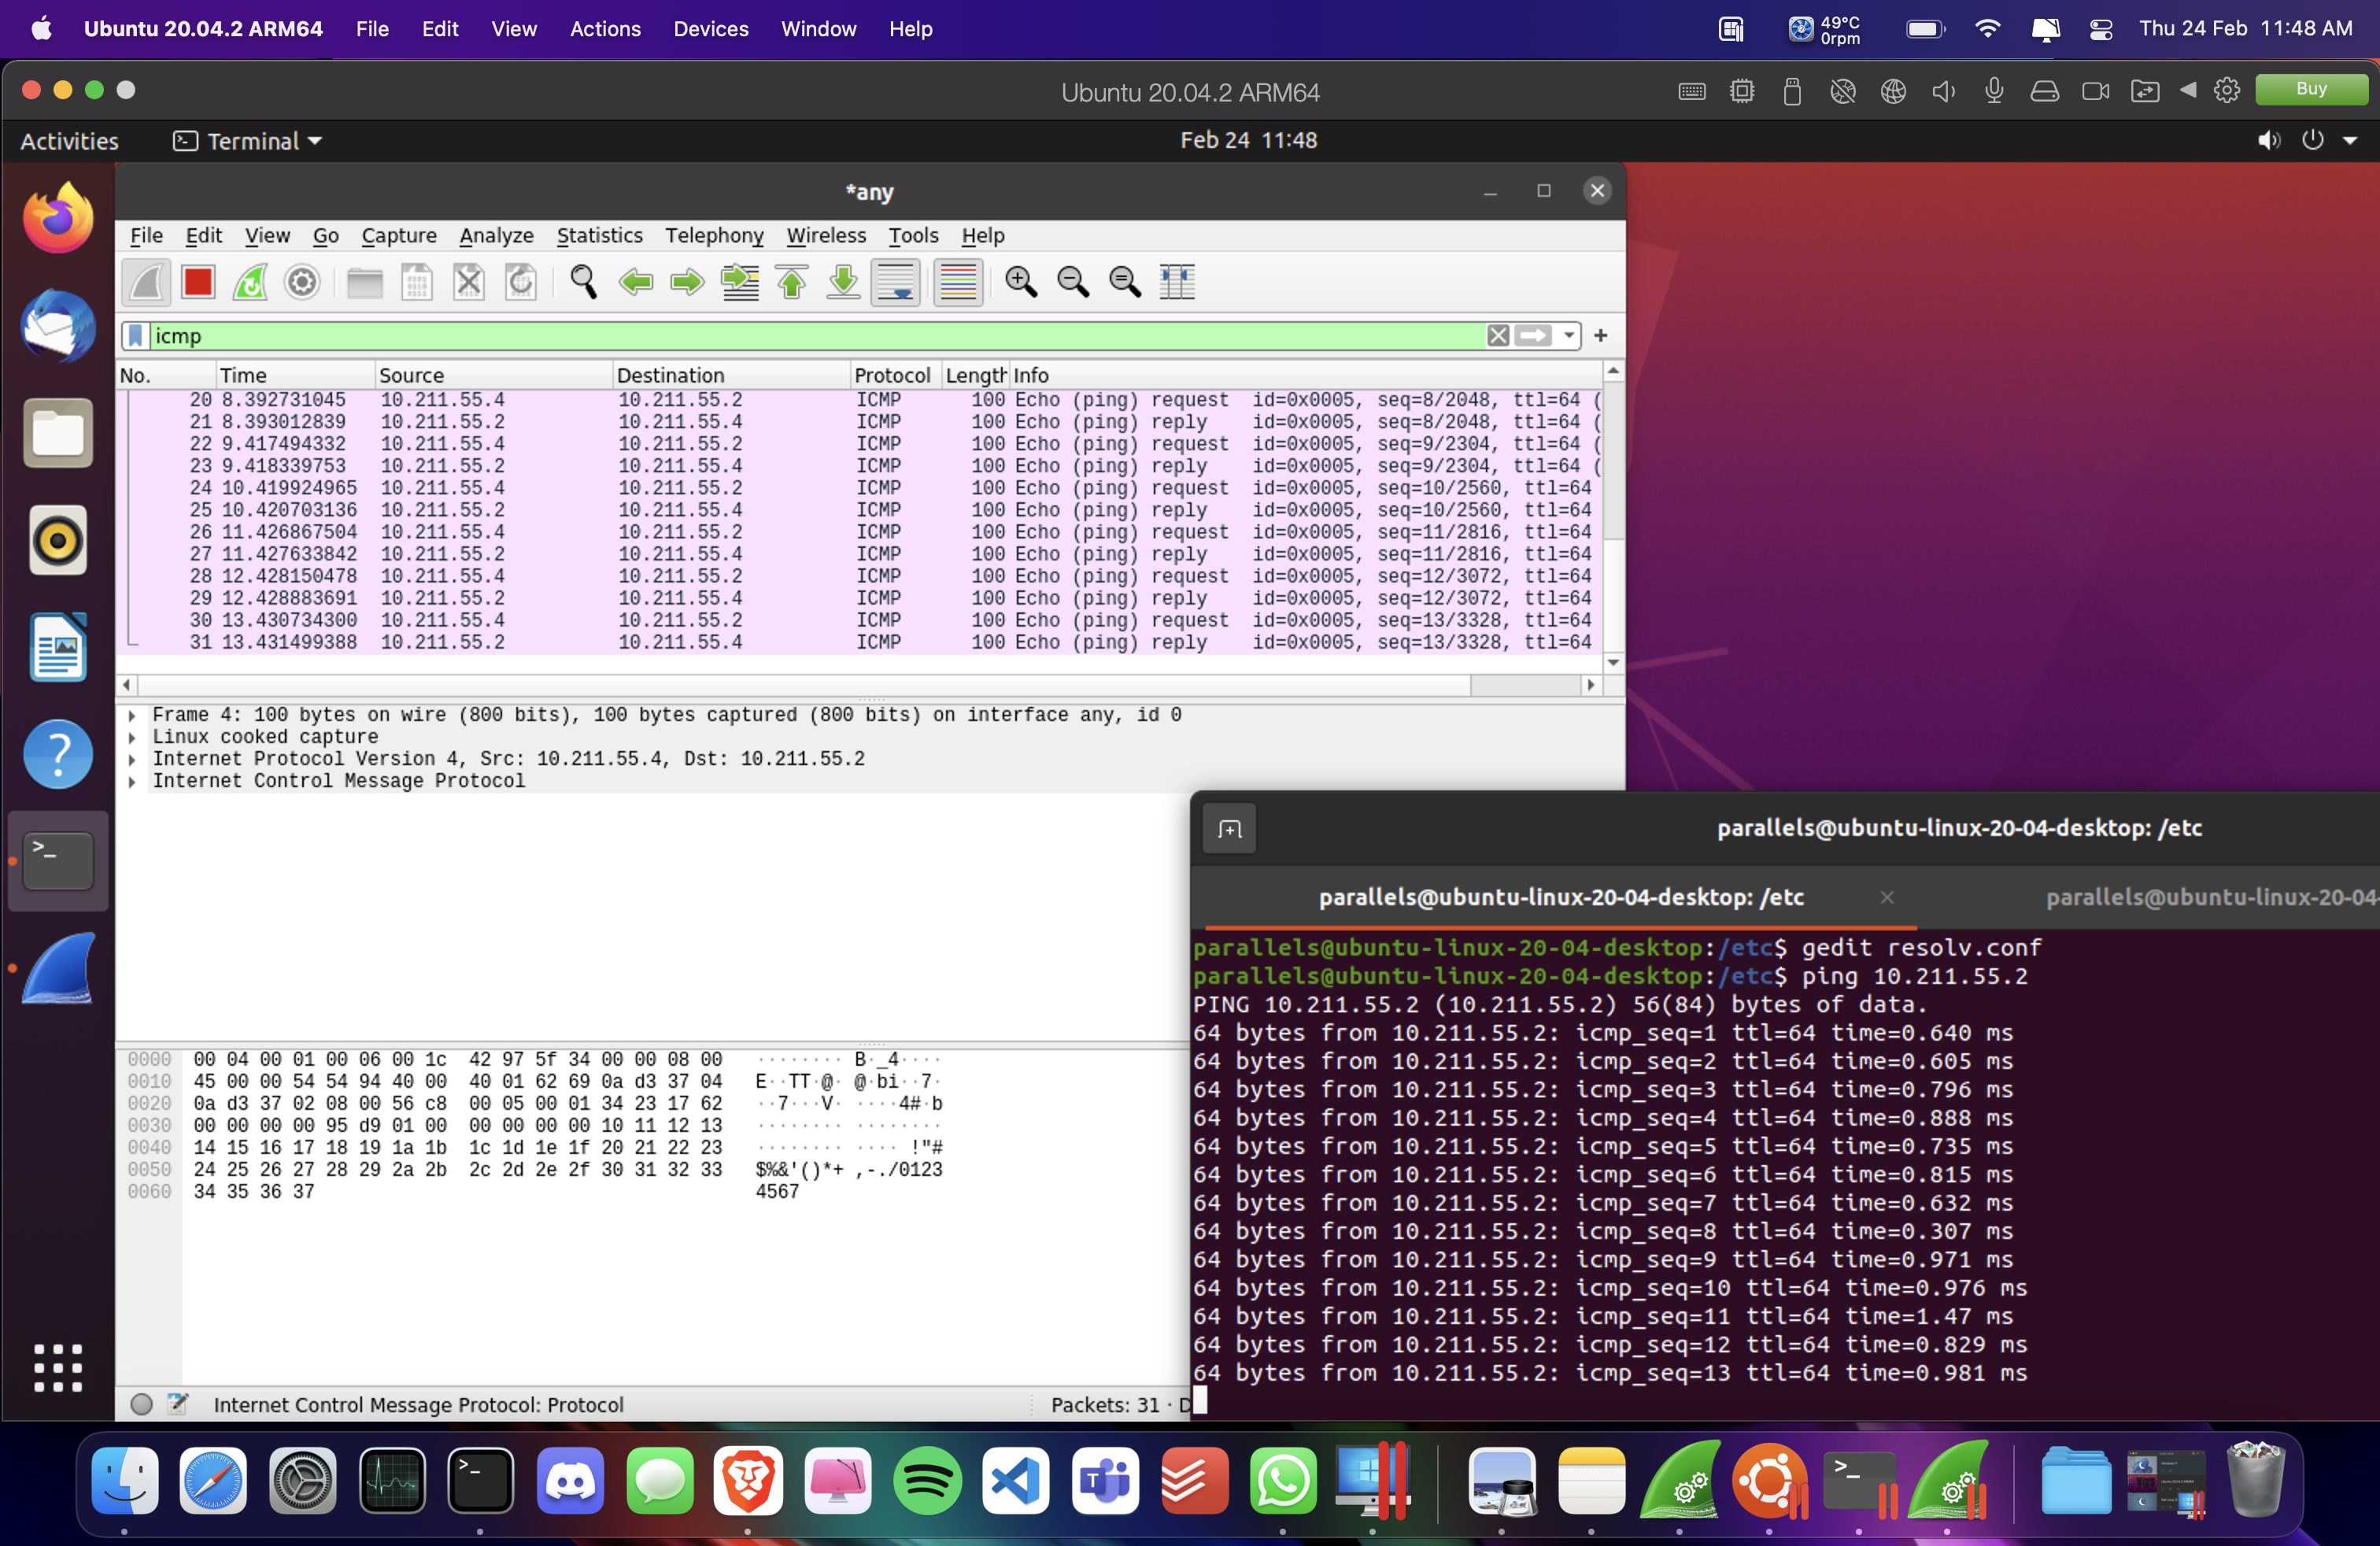 Ubuntu 20.04.2 ARM64 File Edit View Actions Devices Window Help 49°C 0rpm Thu 24 Feb 11:48 AM
Ubuntu 20.04.2 ARM64 Buy
Activities Terminal Feb 24 11:48
*any
File Edit View Go Capture Analyze Statistics Telephony Wireless Tools Help
icmp
No. Time Source Destination Protocol Length Info
20 8.392731045 10.211.55.4 10.211.55.2 ICMP 100 Echo (ping) request id=0x0005, seq=8/2048, ttl=64 (
21 8.393012839 10.211.55.2 10.211.55.4 ICMP 100 Echo (ping) reply id=0x0005, seq=8/2048, ttl=64 (
22 9.417494332 10.211.55.4 10.211.55.2 ICMP 100 Echo (ping) request id=0x0005, seq=9/2304, ttl=64 (
23 9.418339753 10.211.55.2 10.211.55.4 ICMP 100 Echo (ping) reply id=0x0005, seq=9/2304, ttl=64 (
24 10.419924965 10.211.55.4 10.211.55.2 ICMP 100 Echo (ping) request id=0x0005, seq=10/2560, ttl=64
25 10.420703136 10.211.55.2 10.211.55.4 ICMP 100 Echo (ping) reply id=0x0005, seq=10/2560, ttl=64
26 11.426867504 10.211.55.4 10.211.55.2 ICMP 100 Echo (ping) request id=0x0005, seq=11/2816, ttl=64
27 11.427633842 10.211.55.2 10.211.55.4 ICMP 100 Echo (ping) reply id=0x0005, seq=11/2816, ttl=64
28 12.428150478 10.211.55.4 10.211.55.2 ICMP 100 Echo (ping) request id=0x0005, seq=12/3072, ttl=64
29 12.428883691 10.211.55.2 10.211.55.4 ICMP 100 Echo (ping) reply id=0x0005, seq=12/3072, ttl=64
30 13.430734300 10.211.55.4 10.211.55.2 ICMP 100 Echo (ping) request id=0x0005, seq=13/3328, ttl=64
31 13.431499388 10.211.55.2 10.211.55.4 ICMP 100 Echo (ping) reply id=0x0005, seq=13/3328, ttl=64
Frame 4: 100 bytes on wire (800 bits), 100 bytes captured (800 bits) on interface any, id 0
Linux cooked capture
Internet Protocol Version 4, Src: 10.211.55.4, Dst: 10.211.55.2
Internet Control Message Protocol
0000 00 04 00 01 00 06 00 1c 42 97 5f 34 00 00 08 00 ········ B·_4····
0010 45 00 00 54 54 94 40 00 40 01 62 69 0a d3 37 04 E··TT·@· @·bi··7·
0020 0a d3 37 02 08 00 56 c8 00 05 00 01 34 23 17 62 ··7···V· ····4#·b
0030 00 00 00 00 95 d9 01 00 00 00 00 00 10 11 12 13 ········ ········
0040 14 15 16 17 18 19 1a 1b 1c 1d 1e 1f 20 21 22 23 ········ ···· !"#
0050 24 25 26 27 28 29 2a 2b 2c 2d 2e 2f 30 31 32 33 $%&'()*+ ,-./0123
0060 34 35 36 37 4567
Internet Control Message Protocol: Protocol Packets: 31 · D
parallels@ubuntu-linux-20-04-desktop: /etc
parallels@ubuntu-linux-20-04-desktop: /etc × parallels@ubuntu-linux-20-04-
parallels@ubuntu-linux-20-04-desktop:/etc$ gedit resolv.conf
parallels@ubuntu-linux-20-04-desktop:/etc$ ping 10.211.55.2
PING 10.211.55.2 (10.211.55.2) 56(84) bytes of data.
64 bytes from 10.211.55.2: icmp_seq=1 ttl=64 time=0.640 ms
64 bytes from 10.211.55.2: icmp_seq=2 ttl=64 time=0.605 ms
64 bytes from 10.211.55.2: icmp_seq=3 ttl=64 time=0.796 ms
64 bytes from 10.211.55.2: icmp_seq=4 ttl=64 time=0.888 ms
64 bytes from 10.211.55.2: icmp_seq=5 ttl=64 time=0.735 ms
64 bytes from 10.211.55.2: icmp_seq=6 ttl=64 time=0.815 ms
64 bytes from 10.211.55.2: icmp_seq=7 ttl=64 time=0.632 ms
64 bytes from 10.211.55.2: icmp_seq=8 ttl=64 time=0.307 ms
64 bytes from 10.211.55.2: icmp_seq=9 ttl=64 time=0.971 ms
64 bytes from 10.211.55.2: icmp_seq=10 ttl=64 time=0.976 ms
64 bytes from 10.211.55.2: icmp_seq=11 ttl=64 time=1.47 ms
64 bytes from 10.211.55.2: icmp_seq=12 ttl=64 time=0.829 ms
64 bytes from 10.211.55.2: icmp_seq=13 ttl=64 time=0.981 ms